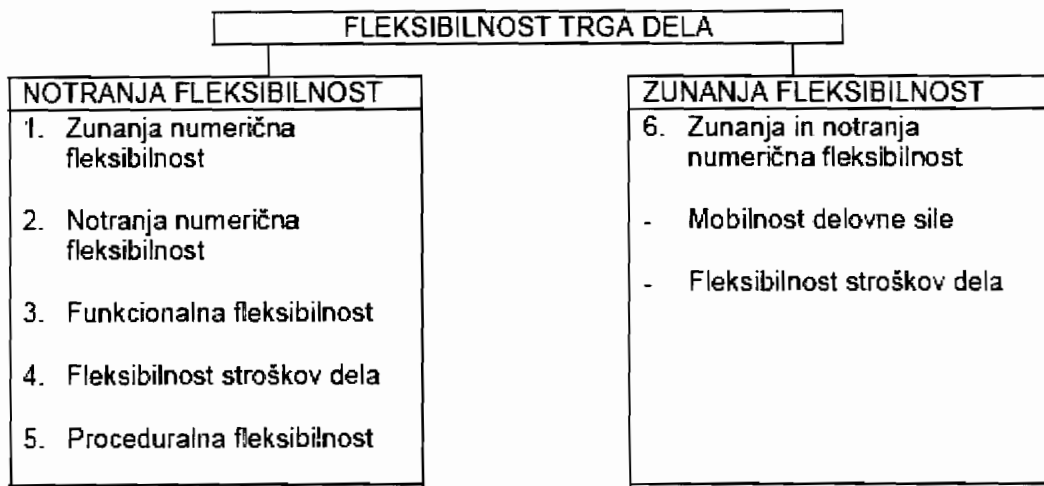 FLEKSIBILNOST TRGA DELA
NOTRANJA FLEKSIBILNOST
1. Zunanja numerična
fleksibilnost
2. Notranja numerična
fleksibilnost
3. Funkcionalna fleksibilnost
4. Fleksibilnost stroškov dela
5. Proceduralna fleksibilnost
ZUNANJA FLEKSIBILNOST
6. Zunanja in notranja
numerična fleksibilnost
- Mobilnost delovne sile
- Fleksibilnost stroškov dela